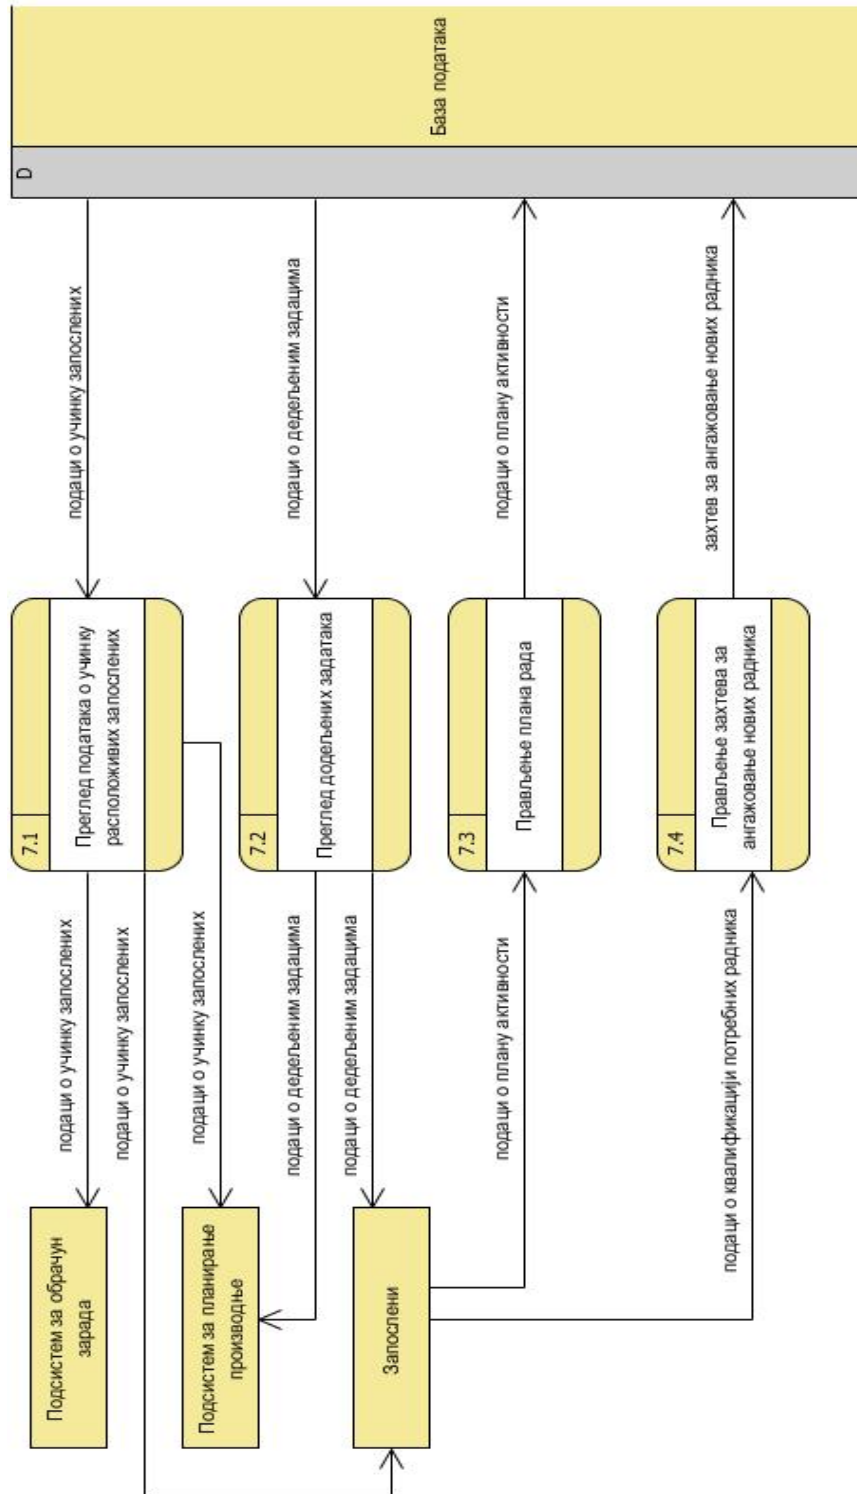 Подсистем за обрачун
зарада
Подсистем за планирање
производње
Запослени
подаци о учинку запослених
подаци о учинку запослених
подаци о учинку запослених
подаци о дедељеним задацима
подаци о дедељеним задацима
подаци о плану активности
подаци о квалификацији потребних радника
7.1
Преглед података о учинку
расположивих запослених
7.2
Преглед додељених задатака
7.3
Прављење плана рада
7.4
Прављење захтева за
ангажовање нових радника
подаци о учинку запослених
подаци о дедељеним задацима
подаци о плану активности
захтев за ангажовање нових радника
D
База података